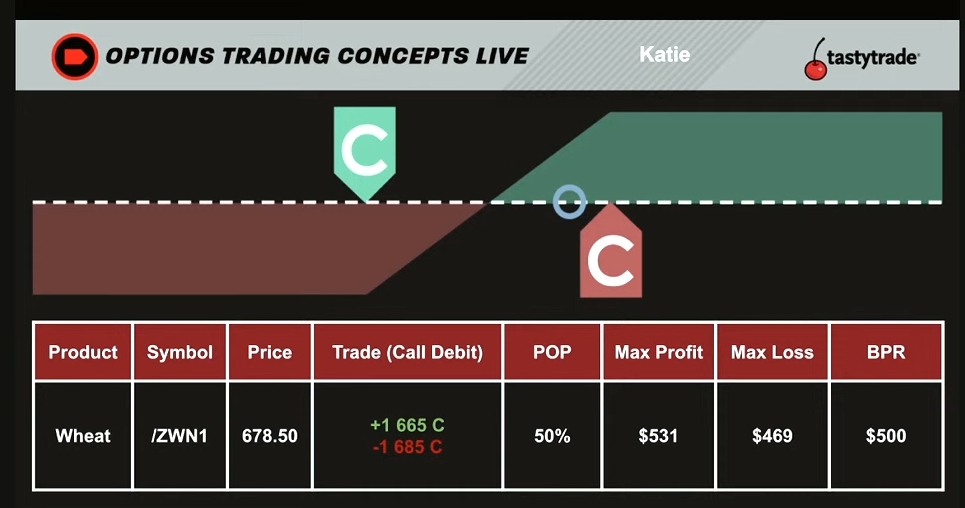 OPTIONS TRADING CONCEPTS LIVE
Katie
tastytrade
C
C
Product Symbol Price Trade (Call Debit) POP Max Profit Max Loss BPR
Wheat /ZWN1 678.50 +1 665 C 50% $531 $469 $500
-1 685 C